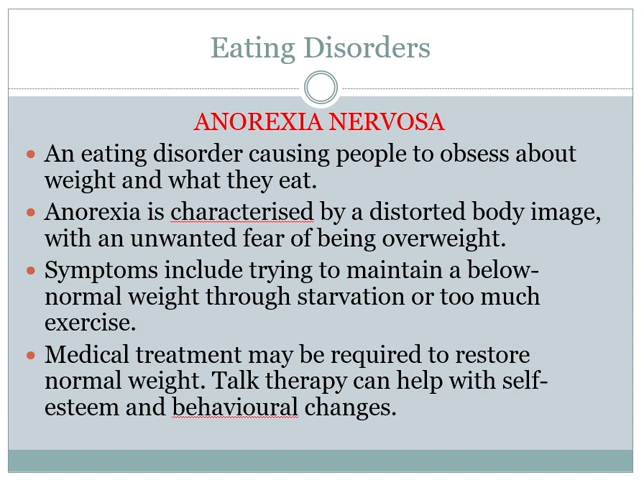 Eating Disorders
ANOREXIA NERVOSA
• An eating disorder causing people to obsess about
weight and what they eat.
• Anorexia is characterised by a distorted body image,
with an unwanted fear of being overweight.
• Symptoms include trying to maintain a below-
normal weight through starvation or too much
exercise.
• Medical treatment may be required to restore
normal weight. Talk therapy can help with self-
esteem and behavioural changes.